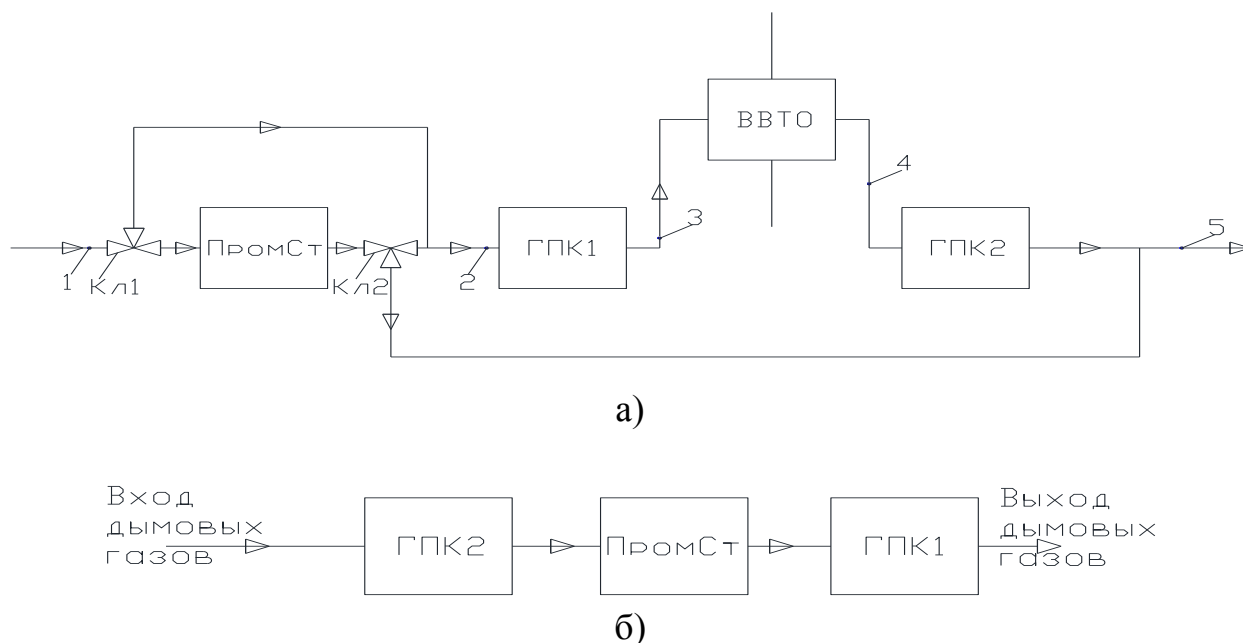 ВВТО
4
3
5
ПромСт
ГПК1
ГПК2
1
Кл1
Кл2
2
а)
Вход
дымовых
газов
ГПК2
ПромСт
ГПК1
Выход
дымовых
газов
б)